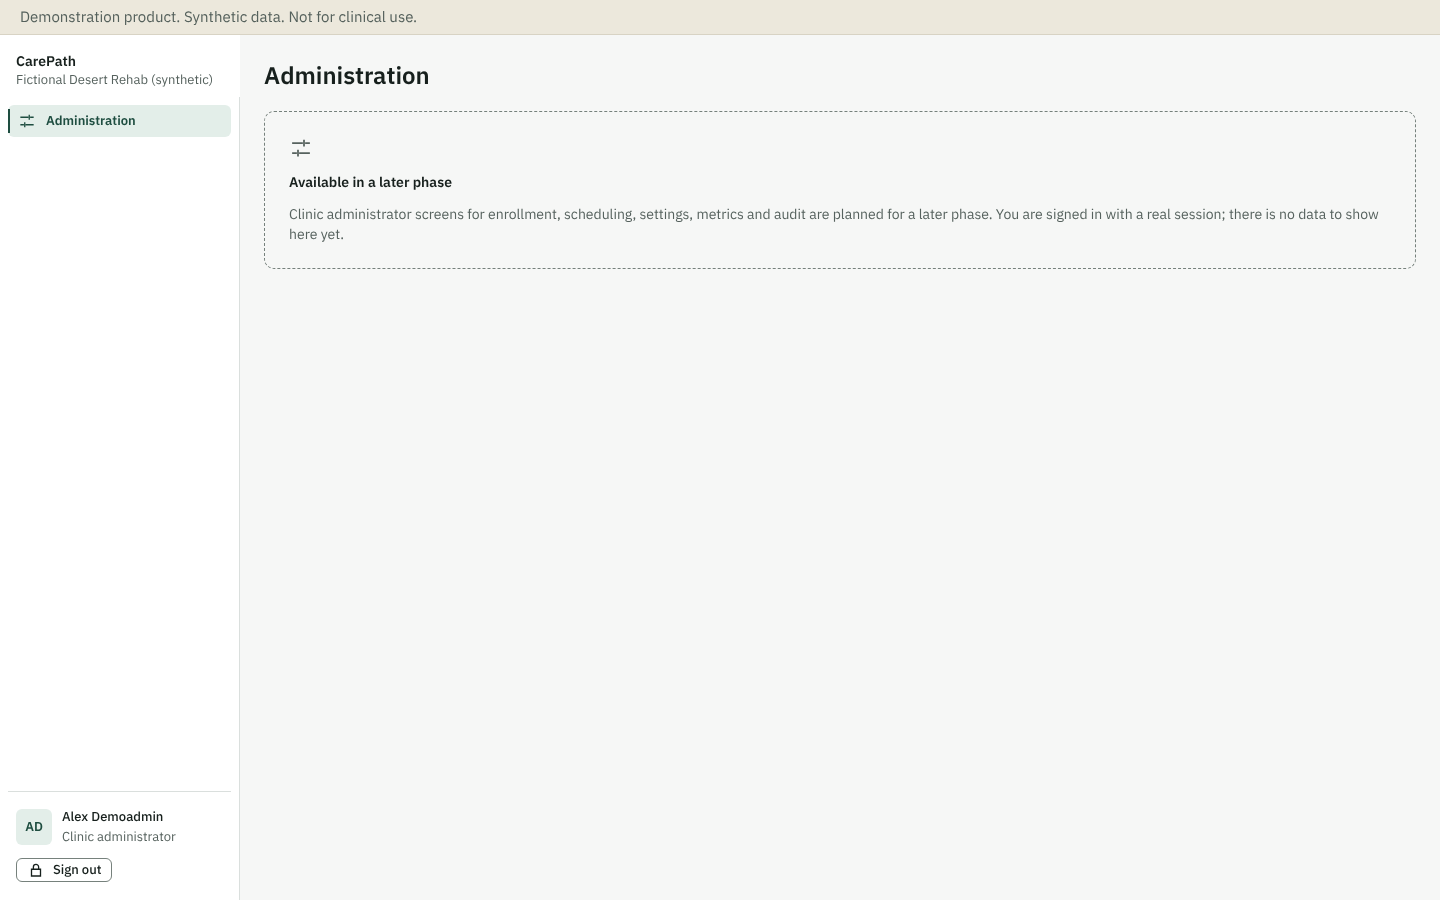 Demonstration product. Synthetic data. Not for clinical use.
CarePath
Fictional Desert Rehab (synthetic)
Administration
Administration
Available in a later phase
Clinic administrator screens for enrollment, scheduling, settings, metrics and audit are planned for a later phase. You are signed in with a real session; there is no data to show
here yet.
AD
Alex Demoadmin
Clinic administrator
Sign out